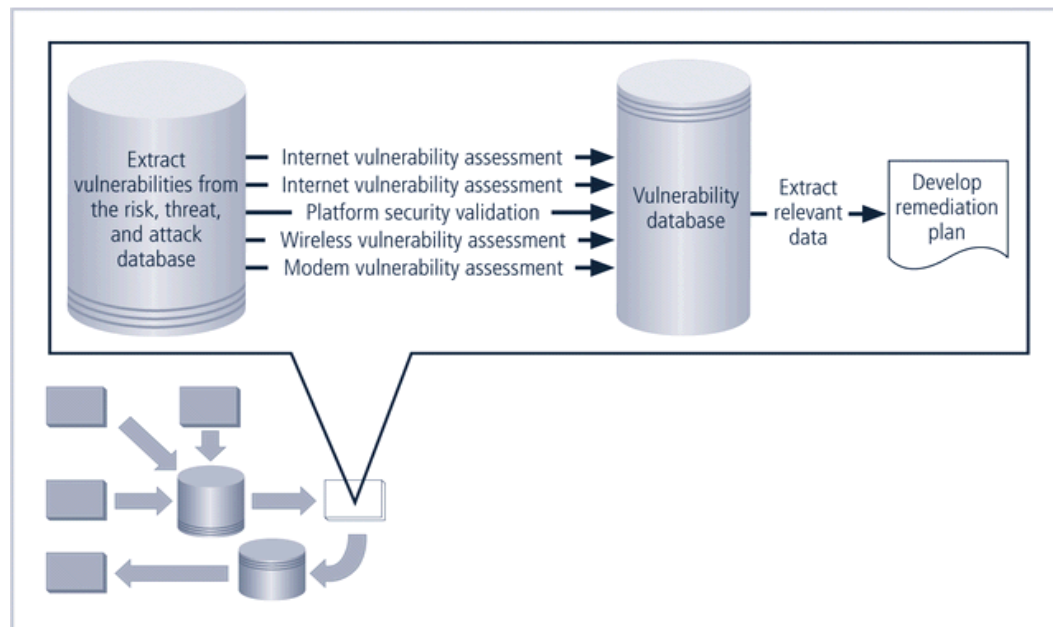 Extract
vulnerabilities from
the risk, threat,
and attack
database
Internet vulnerability assessment
Internet vulnerability assessment
Platform security validation
Wireless vulnerability assessment
Modem vulnerability assessment
Vulnerability
database
Extract
relevant
data
Develop
remediation
plan